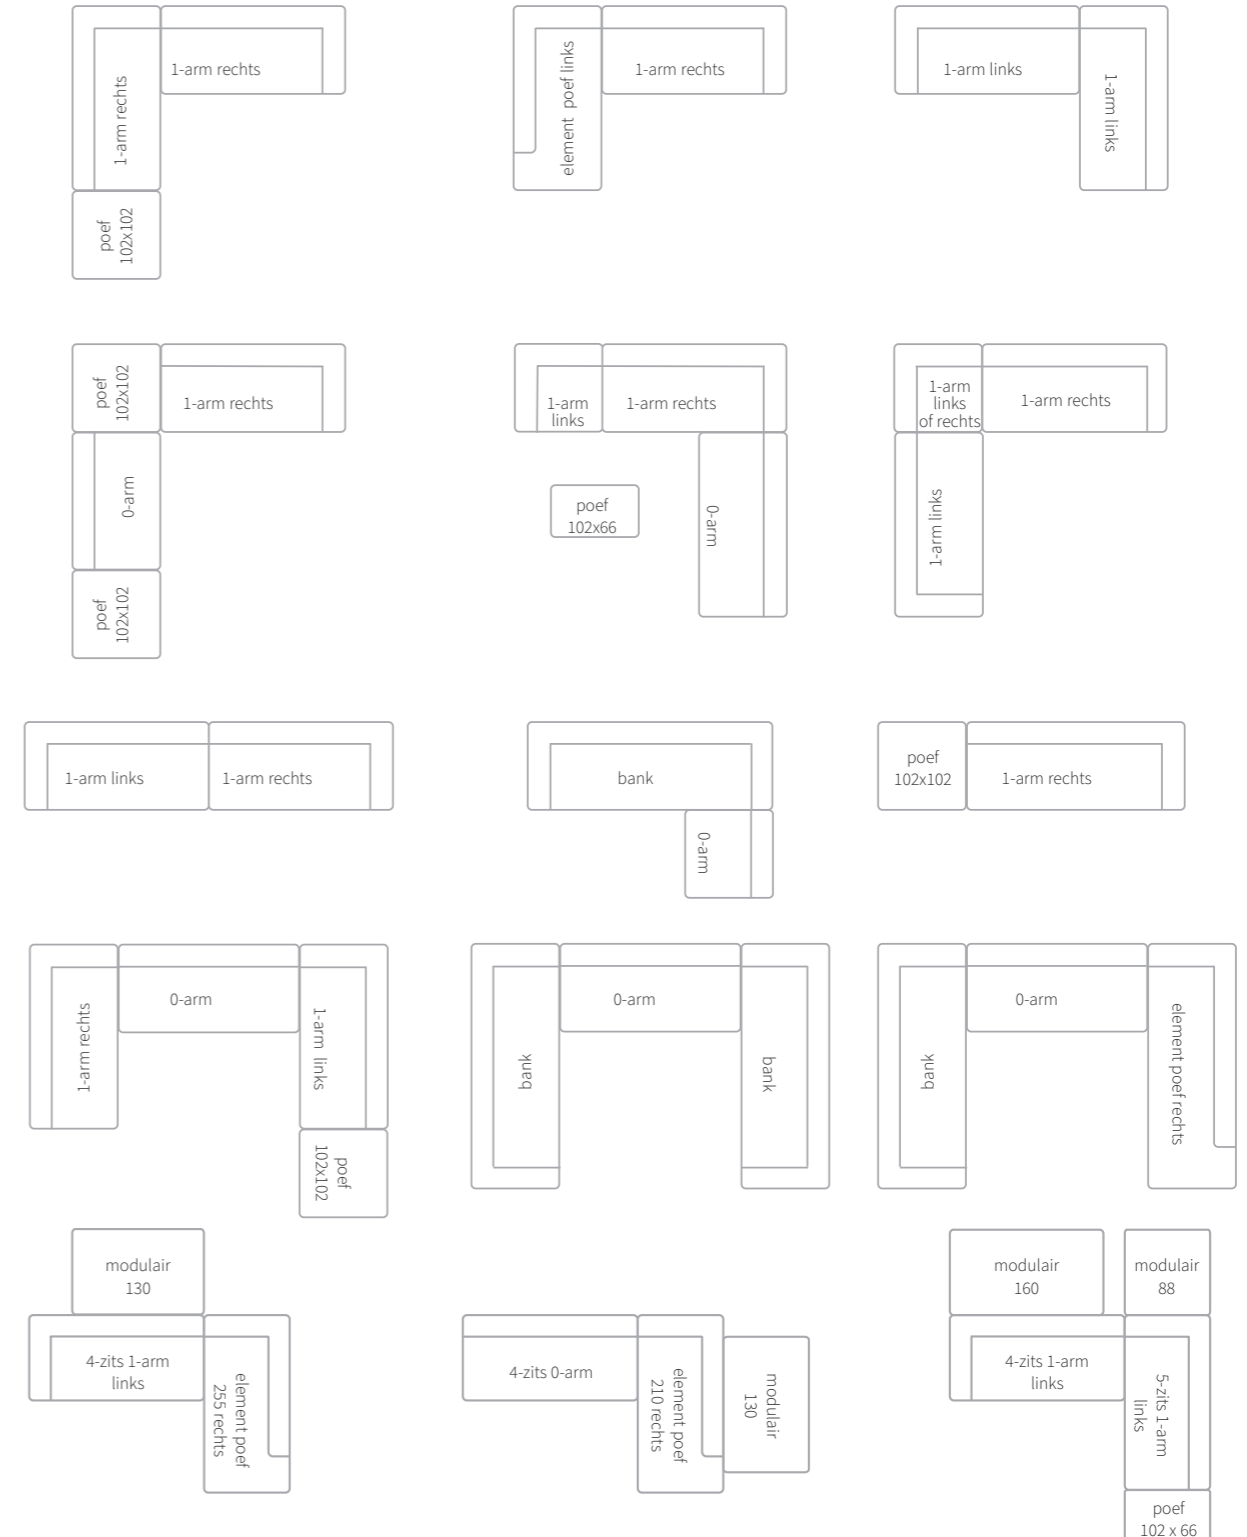 1-arm rechts
1-arm rechts
poef
102x102
element poef links
1-arm rechts
1-arm links
1-arm links
poef
102x102
1-arm rechts
0-arm
poef
102x102
1-arm
links
1-arm rechts
poef
102x66
0-arm
1-arm
links
of rechts
1-arm rechts
1-arm links
1-arm links
1-arm rechts
bank
0-arm
poef
102x102
1-arm rechts
1-arm rechts
0-arm
1-arm links
poef
102x102
bank
0-arm
bank
bank
0-arm
element poef rechts
modulair
130
4-zits 1-arm
links
element poef
255 rechts
4-zits 0-arm
element poef
210 rechts
modulair
130
modulair
160
modulair
88
4-zits 1-arm
links
5-zits 1-arm
links
poef
102 x 66